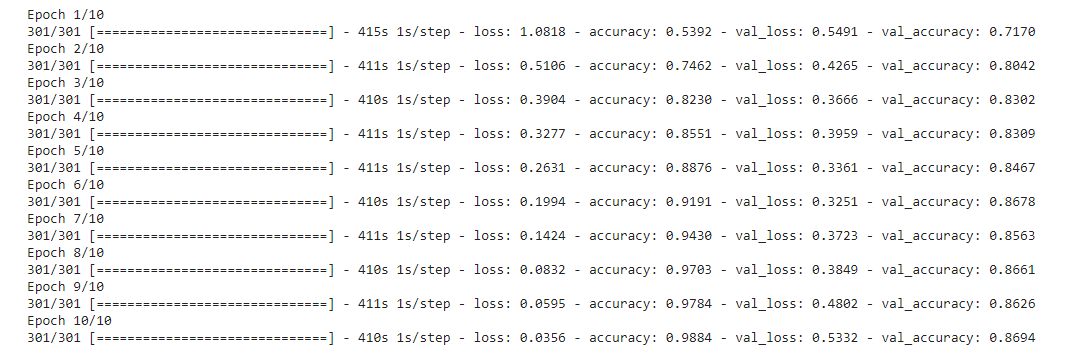 Epoch 1/10
301/301 [==============================] - 415s 1s/step - loss: 1.0818 - accuracy: 0.5392 - val_loss: 0.5491 - val_accuracy: 0.7170
Epoch 2/10
301/301 [==============================] - 411s 1s/step - loss: 0.5106 - accuracy: 0.7462 - val_loss: 0.4265 - val_accuracy: 0.8042
Epoch 3/10
301/301 [==============================] - 410s 1s/step - loss: 0.3904 - accuracy: 0.8230 - val_loss: 0.3666 - val_accuracy: 0.8302
Epoch 4/10
301/301 [==============================] - 411s 1s/step - loss: 0.3277 - accuracy: 0.8551 - val_loss: 0.3959 - val_accuracy: 0.8309
Epoch 5/10
301/301 [==============================] - 411s 1s/step - loss: 0.2631 - accuracy: 0.8876 - val_loss: 0.3361 - val_accuracy: 0.8467
Epoch 6/10
301/301 [==============================] - 410s 1s/step - loss: 0.1994 - accuracy: 0.9191 - val_loss: 0.3251 - val_accuracy: 0.8678
Epoch 7/10
301/301 [==============================] - 411s 1s/step - loss: 0.1424 - accuracy: 0.9430 - val_loss: 0.3723 - val_accuracy: 0.8563
Epoch 8/10
301/301 [==============================] - 410s 1s/step - loss: 0.0832 - accuracy: 0.9703 - val_loss: 0.3849 - val_accuracy: 0.8661
Epoch 9/10
301/301 [==============================] - 411s 1s/step - loss: 0.0595 - accuracy: 0.9784 - val_loss: 0.4802 - val_accuracy: 0.8626
Epoch 10/10
301/301 [==============================] - 410s 1s/step - loss: 0.0356 - accuracy: 0.9884 - val_loss: 0.5332 - val_accuracy: 0.8694